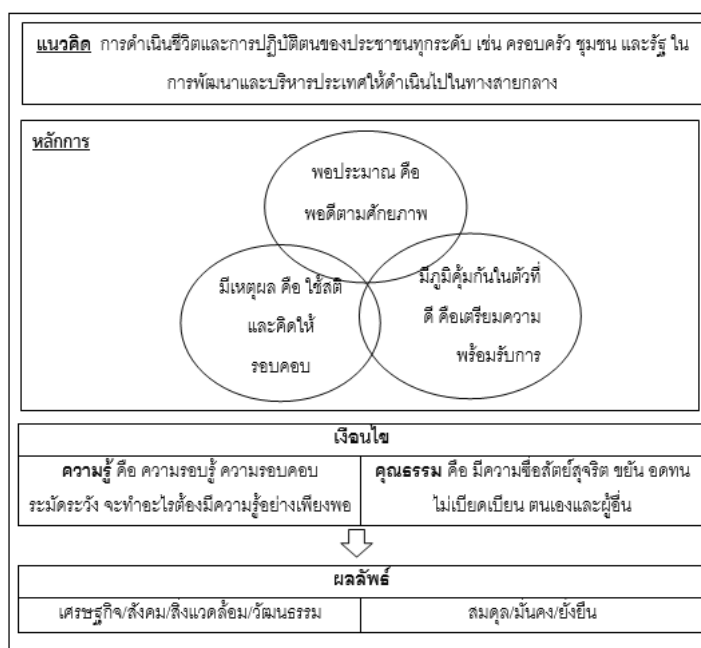 แนวคิด การดำเนินชีวิตและการปฏิบัติตนของประชาชนทุกระดับ เช่น ครอบครัว ชุมชน และรัฐ ใน
การพัฒนาและบริหารประเทศให้ดำเนินไปในทางสายกลาง
หลักการ
พอประมาณ คือ
พอดีตามศักยภาพ
มีเหตุผล คือ ใช้สติ
และคิดให้
รอบคอบ
มีภูมิคุ้มกันในตัวที่
ดี คือเตรียมความ
พร้อมรับการ
เงื่อนไข
ความรู้ คือ ความรอบรู้ ความรอบคอบ
ระมัดระวัง จะทำอะไรต้องมีความรู้อย่างเพียงพอ
คุณธรรม คือ มีความซื่อสัตย์สุจริต ขยัน อดทน
ไม่เบียดเบียน ตนเองและผู้อื่น
ผลลัพธ์
เศรษฐกิจ/สังคม/สิ่งแวดล้อม/วัฒนธรรม
สมดุล/มั่นคง/ยั่งยืน